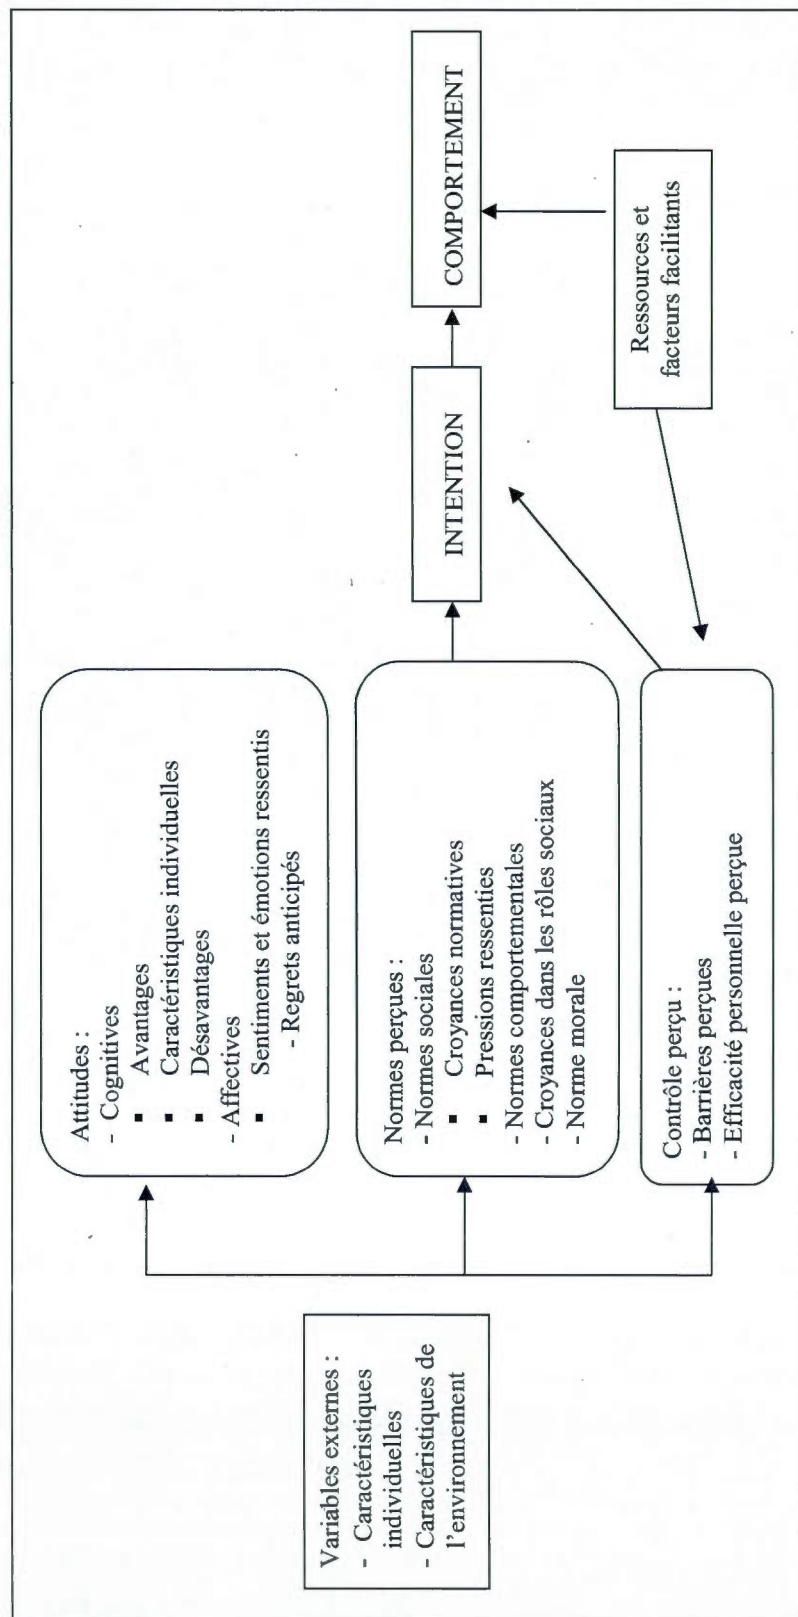 Variables externes :
- Caractéristiques
individuelles
- Caractéristiques de
l'environnement
Attitudes :
- Cognitives
▪ Avantages
▪ Caractéristiques individuelles
▪ Désavantages
- Affectives
▪ Sentiments et émotions ressentis
- Regrets anticipés
Normes perçues :
- Normes sociales
▪ Croyances normatives
▪ Pressions ressenties
- Normes comportementales
- Croyances dans les rôles sociaux
- Norme morale
Contrôle perçu :
- Barrières perçues
- Efficacité personnelle perçue
INTENTION
COMPORTEMENT
Ressources et
facteurs facilitants